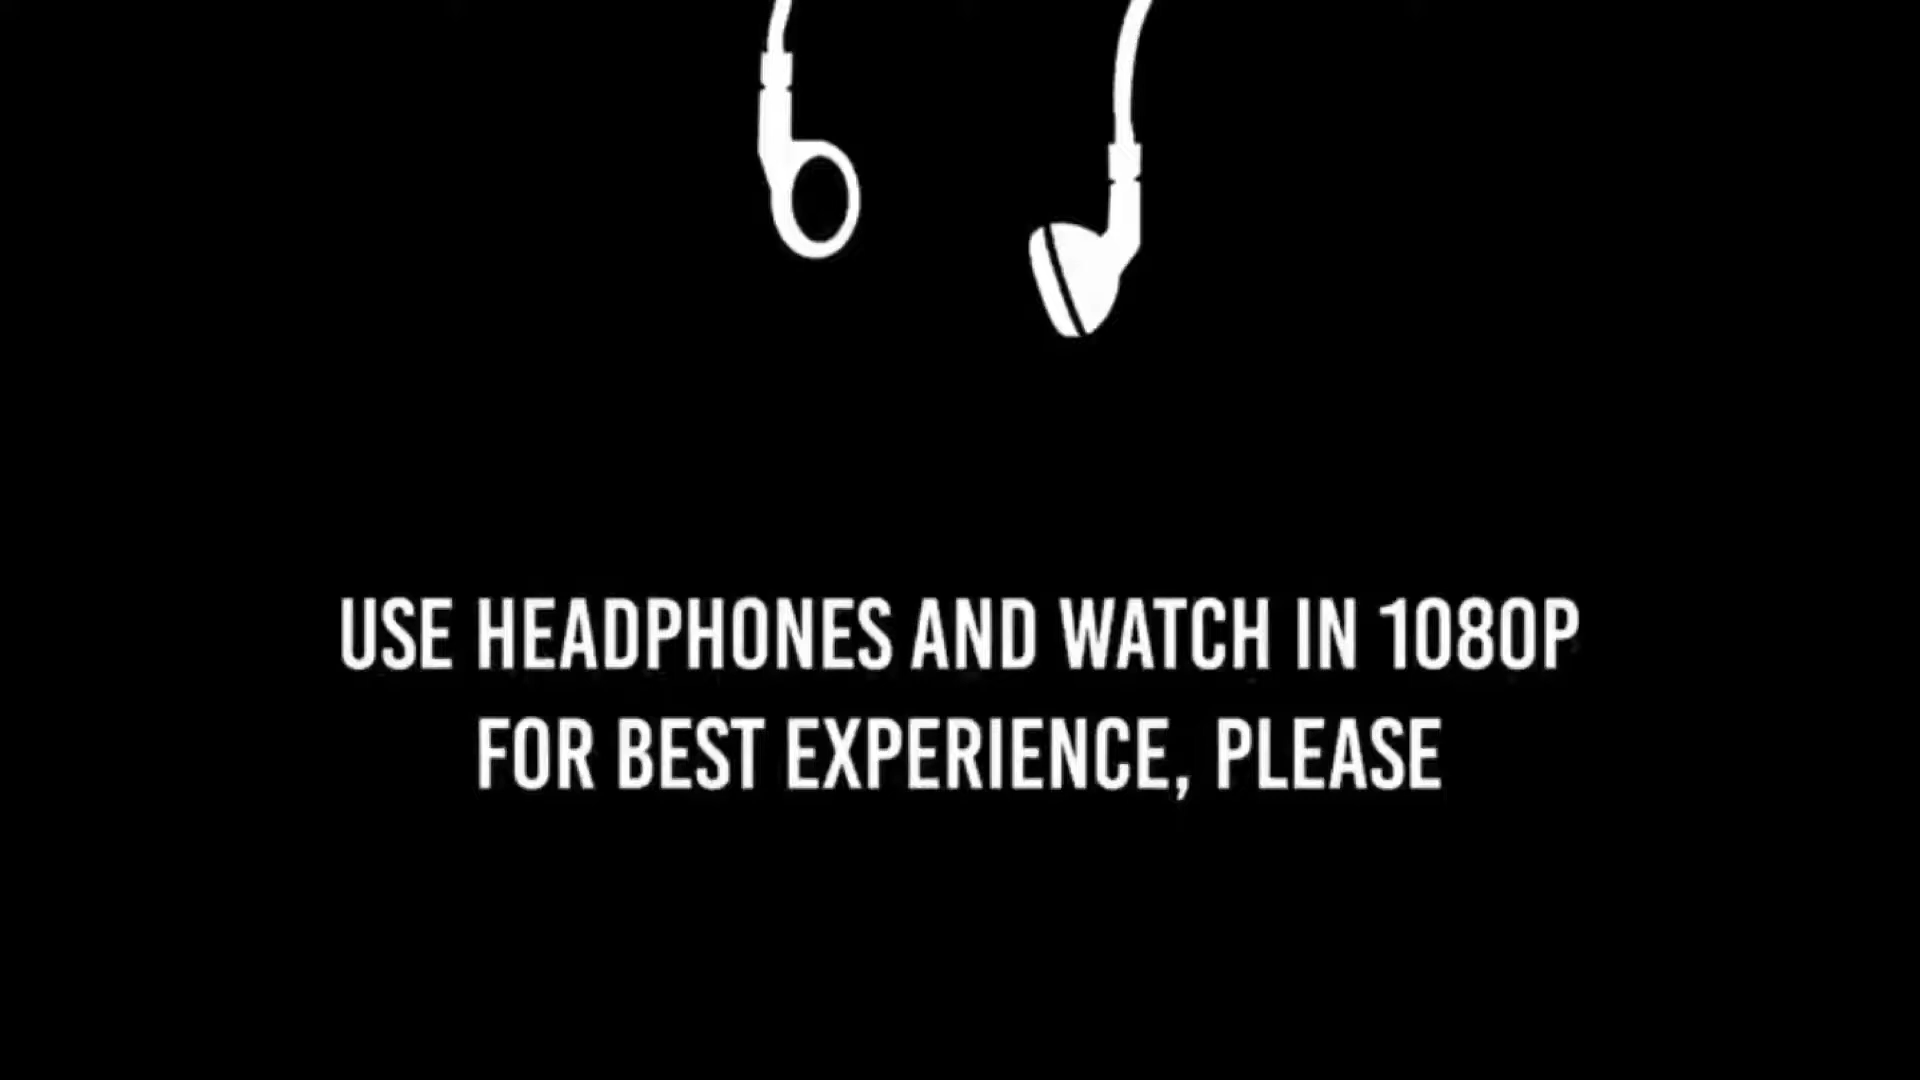 USE HEADPHONES AND WATCH IN 1080P
FOR BEST EXPERIENCE, PLEASE